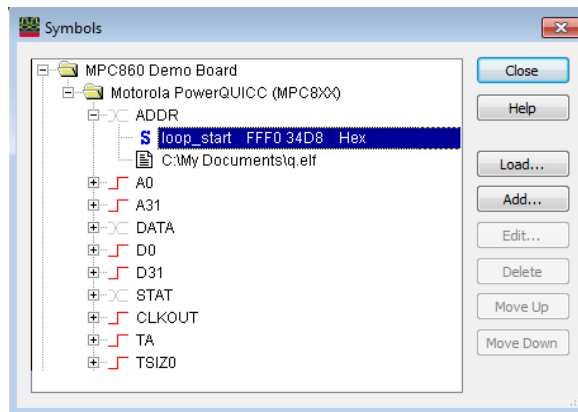 Symbols
MPC860 Demo Board
Motorola PowerQUICC (MPC8XX)
ADDR
S loop_start FFF0 34D8 Hex
C:\My Documents\q.elf
A0
A31
DATA
D0
D31
STAT
CLKOUT
TA
TSIZ0
Close
Help
Load...
Add...
Edit...
Delete
Move Up
Move Down